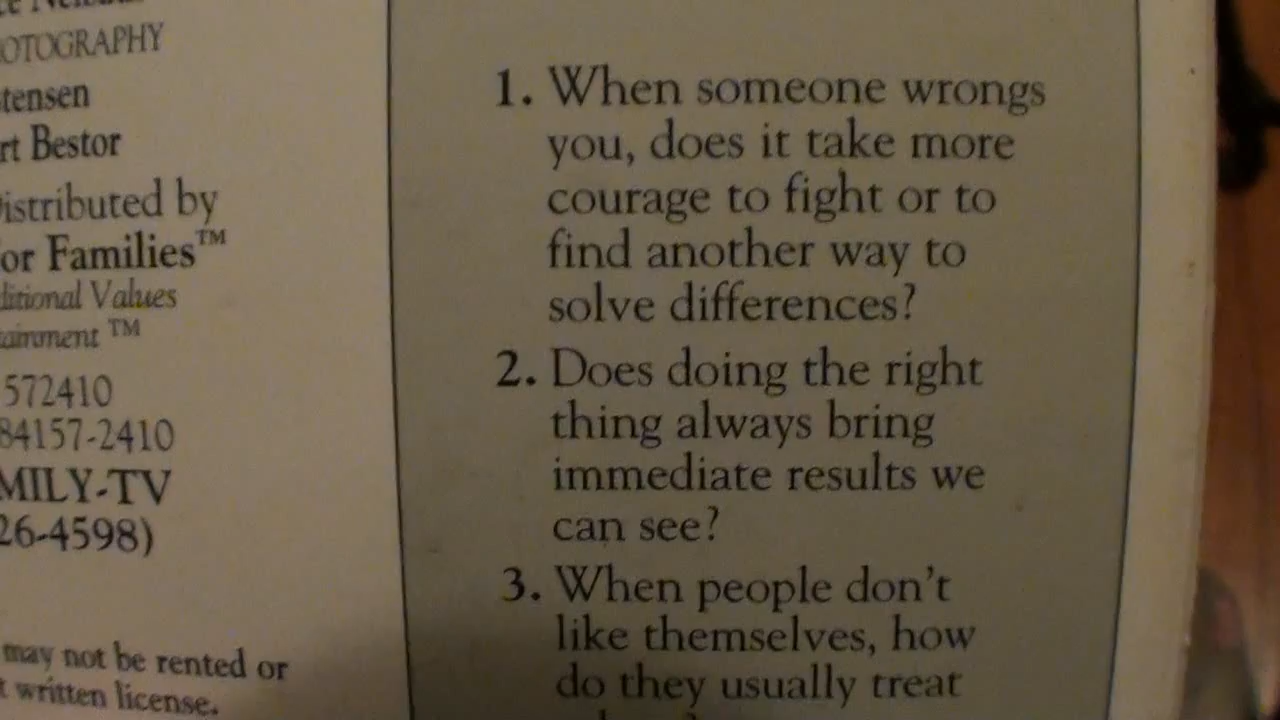 OTOGRAPHY
tensen
rt Bestor
istributed by
or Families™
ditional Values
tainment ™
572410
84157-2410
MILY-TV
26-4598)
may not be rented or
t written license.
1. When someone wrongs
you, does it take more
courage to fight or to
find another way to
solve differences?
2. Does doing the right
thing always bring
immediate results we
can see?
3. When people don't
like themselves, how
do they usually treat